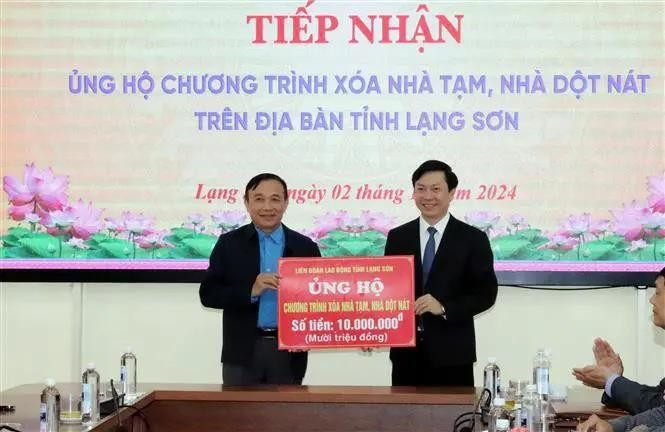 TIẾP NHẬN
ỦNG HỘ CHƯƠNG TRÌNH XÓA NHÀ TẠM, NHÀ DỘT NÁT
TRÊN ĐỊA BÀN TỈNH LẠNG SƠN
Lạng ngày 02 tháng 2024
LIÊN ĐOÀN LAO ĐỘNG TỈNH LẠNG SƠN
ỦNG HỘ
CHƯƠNG TRÌNH XÓA NHÀ TẠM, NHÀ DỘT NÁT
Số tiền: 10.000.000đ
(Mười triệu đồng)